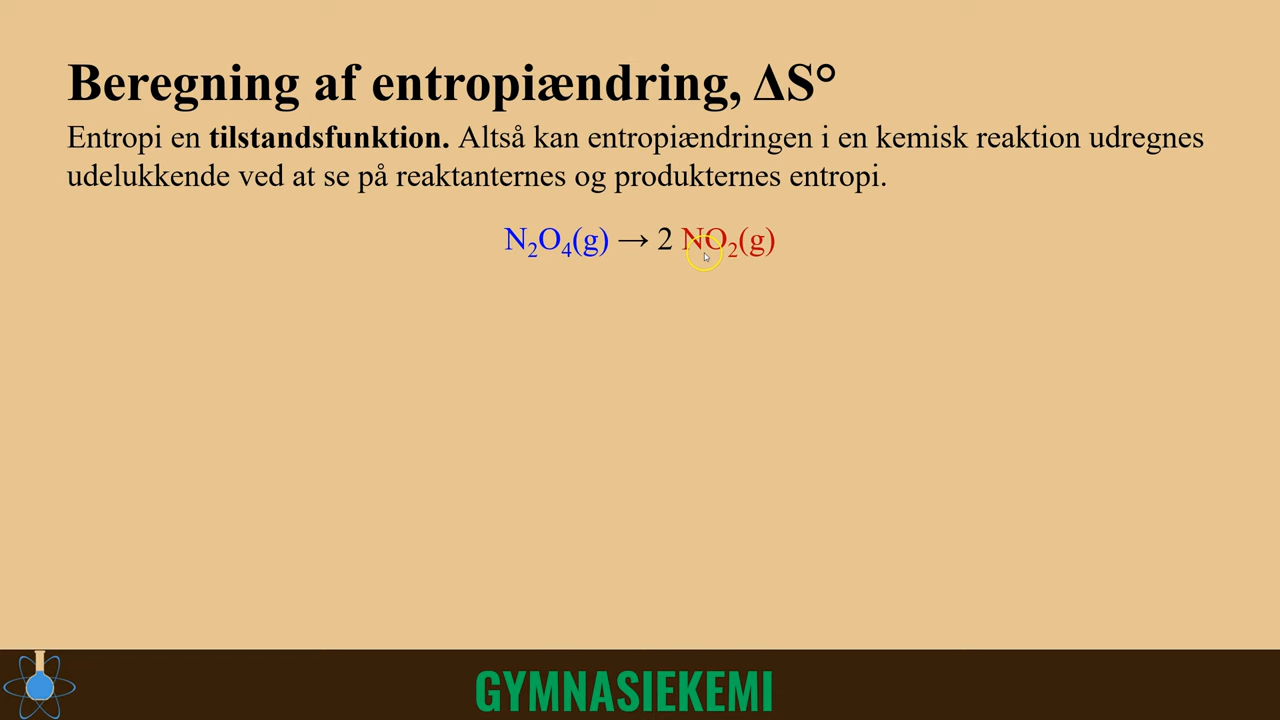 Beregning af entropiændring, ΔS°
Entropi en tilstandsfunktion. Altså kan entropiændringen i en kemisk reaktion udregnes
udelukkende ved at se på reaktanternes og produkternes entropi.
N₂O₄(g) → 2 NO₂(g)
GYMNASIEKEMI